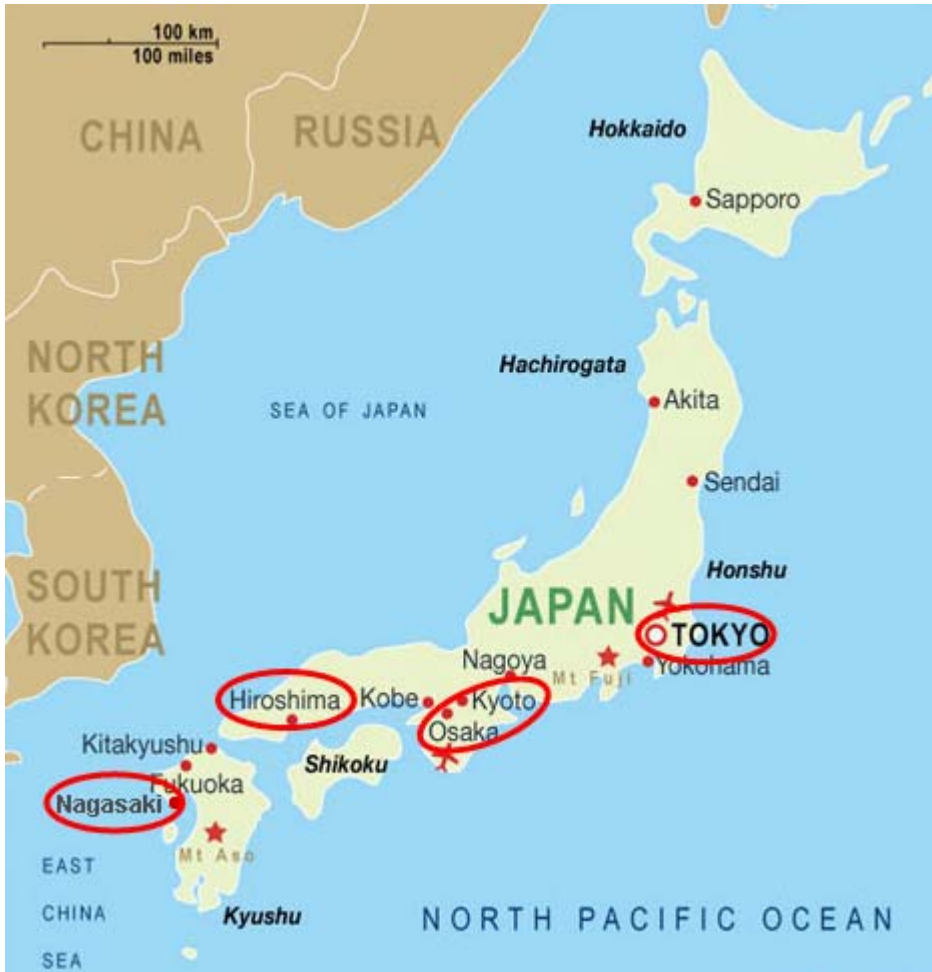 100 km
100 miles
CHINA
RUSSIA
Hokkaido
Sapporo
NORTH
KOREA
Hachirogata
SEA OF JAPAN
Akita
Sendai
SOUTH
KOREA
Honshu
JAPAN
TOKYO
Nagoya
Yokohama
Mt Fuji
Hiroshima
Kobe
Kyoto
Osaka
Kitakyushu
Shikoku
Fukuoka
Nagasaki
Mt Aso
EAST
CHINA
SEA
Kyushu
NORTH PACIFIC OCEAN